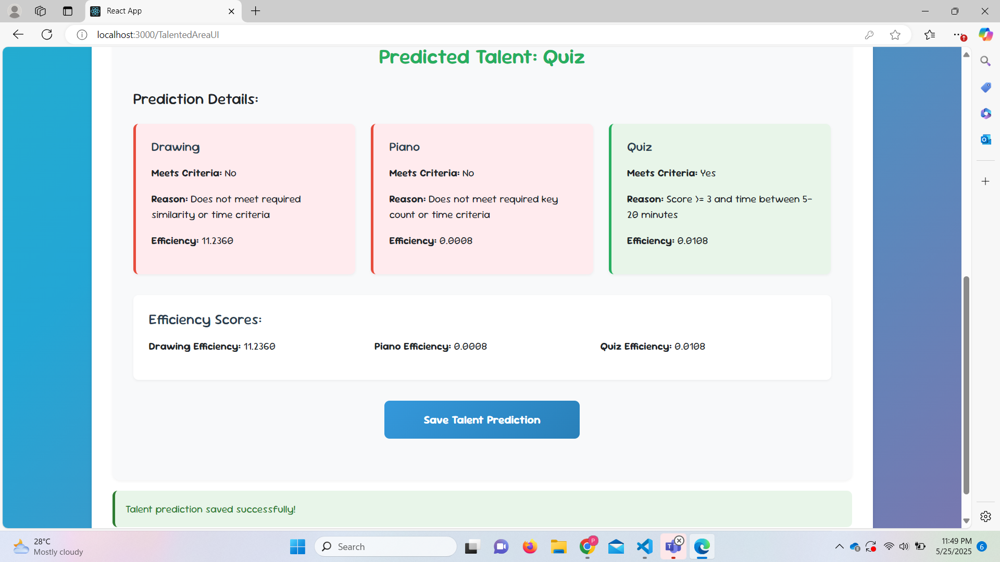 React App
localhost:3000/TalentedAreaUI
Predicted Talent: Quiz
Prediction Details:
Drawing
Meets Criteria: No
Reason: Does not meet required
similarity or time criteria
Efficiency: 11.2360
Piano
Meets Criteria: No
Reason: Does not meet required key
count or time criteria
Efficiency: 0.0008
Quiz
Meets Criteria: Yes
Reason: Score >= 3 and time between 5-
20 minutes
Efficiency: 0.0108
Efficiency Scores:
Drawing Efficiency: 11.2360
Piano Efficiency: 0.0008
Quiz Efficiency: 0.0108
Save Talent Prediction
Talent prediction saved successfully!
28°C
Mostly cloudy
Search
P
T
11:49 PM
5/25/2025
6